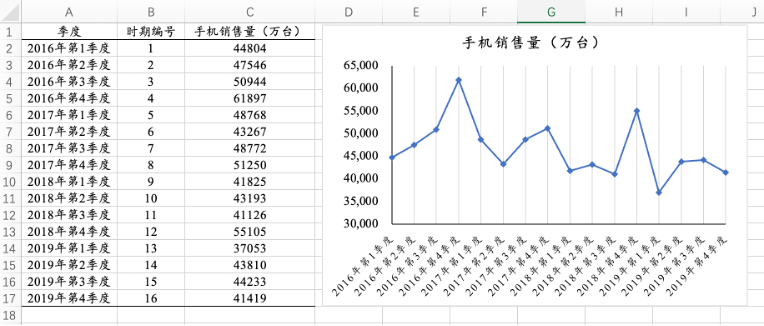 A B C D E F G H I J
1 季度 时期编号 手机销售量（万台）
2 2016年第1季度 1 44804
3 2016年第2季度 2 47546
4 2016年第3季度 3 50944
5 2016年第4季度 4 61897
6 2017年第1季度 5 48768
7 2017年第2季度 6 43267
8 2017年第3季度 7 48772
9 2017年第4季度 8 51250
10 2018年第1季度 9 41825
11 2018年第2季度 10 43193
12 2018年第3季度 11 41126
13 2018年第4季度 12 55105
14 2019年第1季度 13 37053
15 2019年第2季度 14 43810
16 2019年第3季度 15 44233
17 2019年第4季度 16 41419
18
手机销售量（万台）
65,000
60,000
55,000
50,000
45,000
40,000
35,000
30,000
2016年第1季度
2016年第2季度
2016年第3季度
2016年第4季度
2017年第1季度
2017年第2季度
2017年第3季度
2017年第4季度
2018年第1季度
2018年第2季度
2018年第3季度
2018年第4季度
2019年第1季度
2019年第2季度
2019年第3季度
2019年第4季度